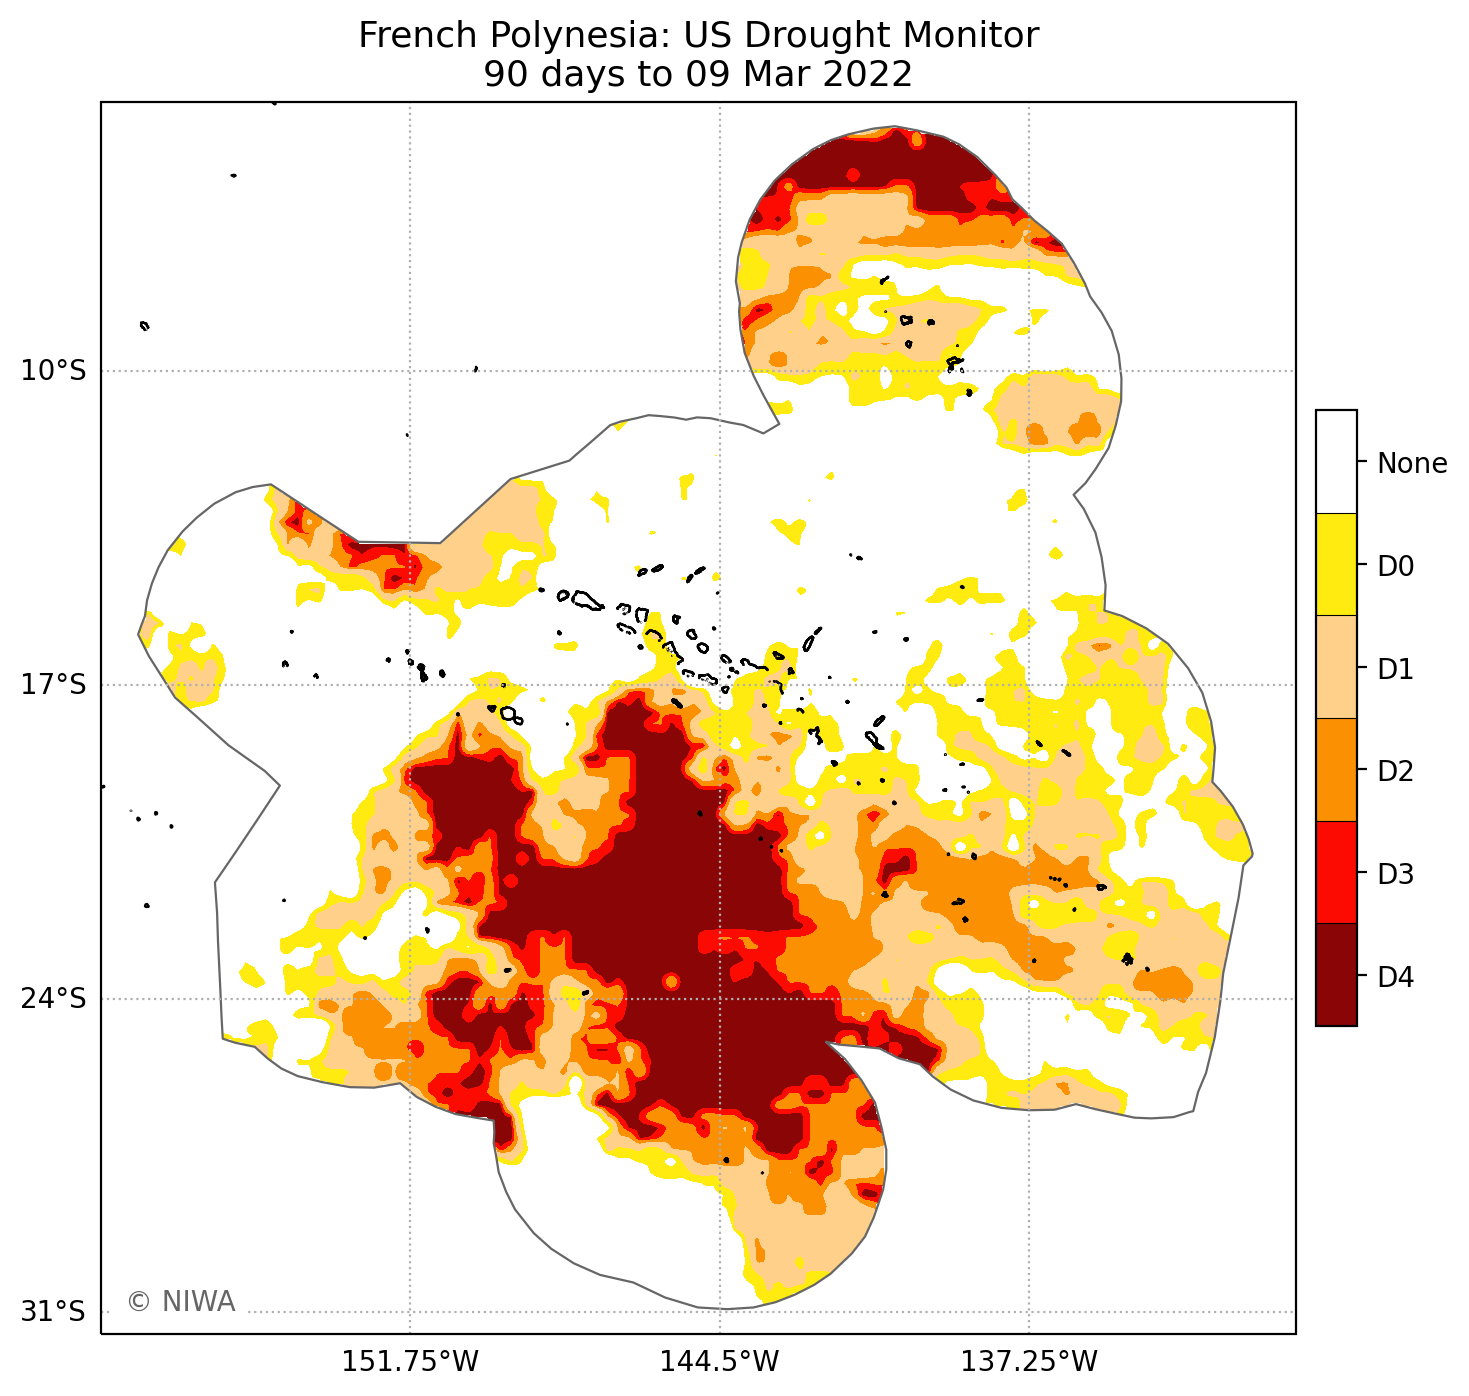 French Polynesia: US Drought Monitor
90 days to 09 Mar 2022
10°S
17°S
24°S
31°S
151.75°W
144.5°W
137.25°W
None
D0
D1
D2
D3
D4
© NIWA